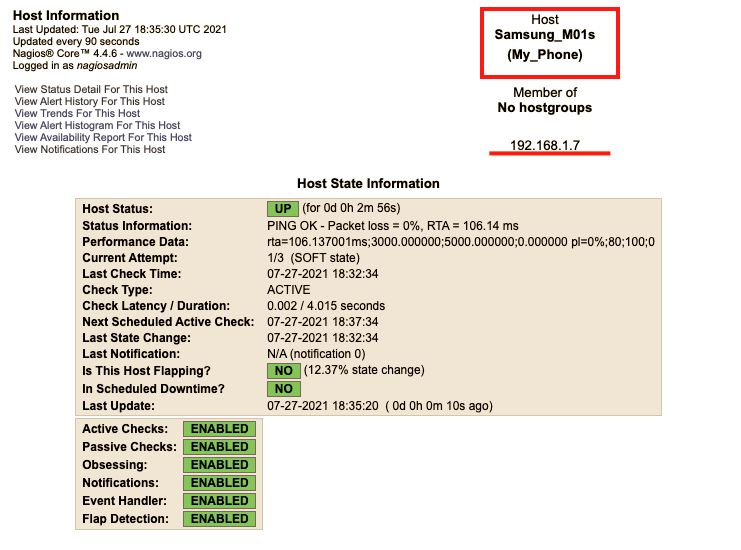 Host Information
Last Updated: Tue Jul 27 18:35:30 UTC 2021
Updated every 90 seconds
Nagios® Core™ 4.4.6 - www.nagios.org
Logged in as nagiosadmin
View Status Detail For This Host
View Alert History For This Host
View Trends For This Host
View Alert Histogram For This Host
View Availability Report For This Host
View Notifications For This Host
Host
Samsung_M01s
(My_Phone)
Member of
No hostgroups
192.168.1.7
Host State Information
Host Status: UP (for 0d 0h 2m 56s)
Status Information: PING OK - Packet loss = 0%, RTA = 106.14 ms
Performance Data: rta=106.137001ms;3000.000000;5000.000000;0.000000 pl=0%;80;100;0
Current Attempt: 1/3 (SOFT state)
Last Check Time: 07-27-2021 18:32:34
Check Type: ACTIVE
Check Latency / Duration: 0.002 / 4.015 seconds
Next Scheduled Active Check: 07-27-2021 18:37:34
Last State Change: 07-27-2021 18:32:34
Last Notification: N/A (notification 0)
Is This Host Flapping? NO (12.37% state change)
In Scheduled Downtime? NO
Last Update: 07-27-2021 18:35:20 ( 0d 0h 0m 10s ago)
Active Checks: ENABLED
Passive Checks: ENABLED
Obsessing: ENABLED
Notifications: ENABLED
Event Handler: ENABLED
Flap Detection: ENABLED